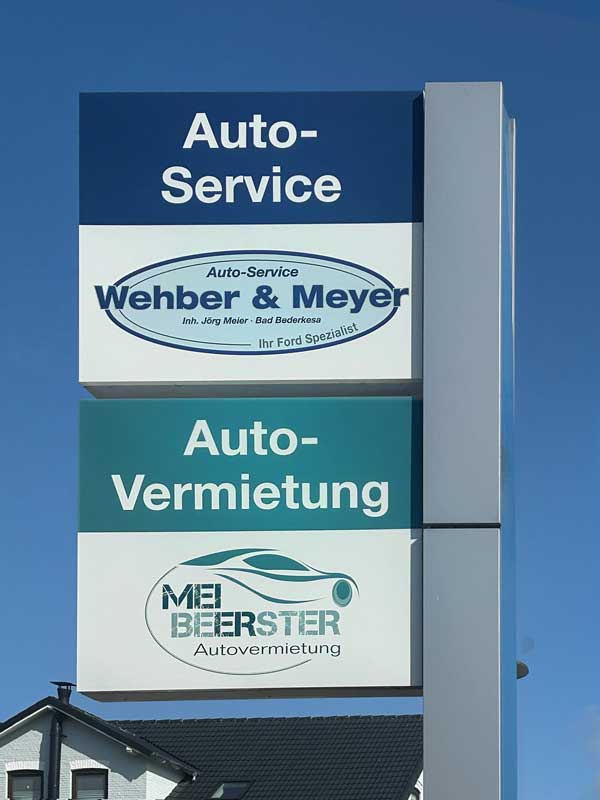 Auto-
Service
Auto-Service
Wehber & Meyer
Inh. Jörg Meier · Bad Bederkesa
Ihr Ford Spezialist
Auto-
Vermietung
MEI
BEERSTER
Autovermietung